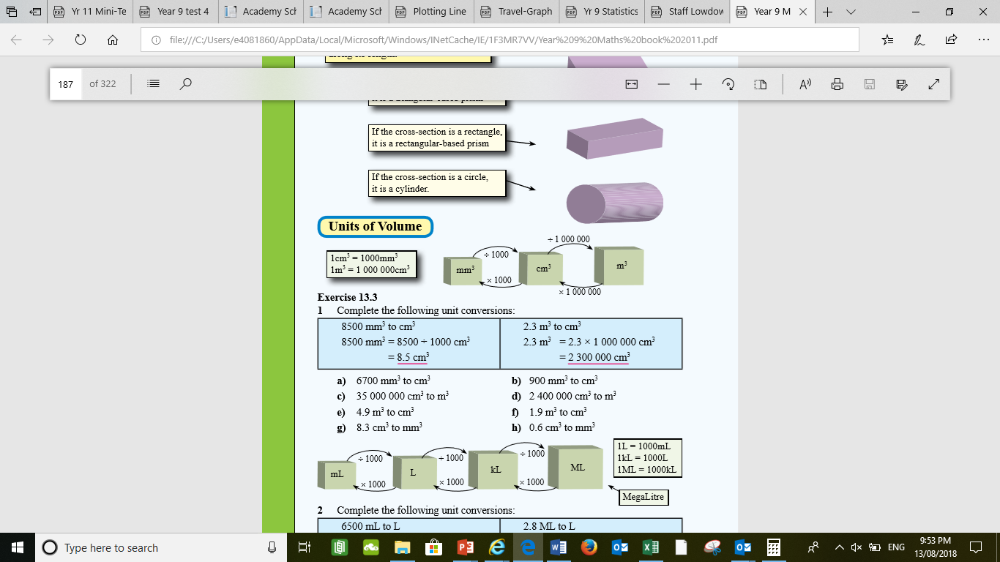 Yr 11 Mini-Te
Year 9 test 4
Academy Sch
Academy Sch
Plotting Line
Travel-Graph
Yr 9 Statistics
Staff Lowdow
Year 9 M
file:///C:/Users/e4081860/AppData/Local/Microsoft/Windows/INetCache/IE/1F3MR7VV/Year%209%20Maths%20book%202011.pdf
187 of 322
If the cross-section is a rectangle,
it is a rectangular-based prism
If the cross-section is a circle,
it is a cylinder.
Units of Volume
1cm³ = 1000mm³
1m³ = 1 000 000cm³
÷ 1 000 000
÷ 1000
mm³
cm³
m³
× 1000
× 1 000 000
Exercise 13.3
1 Complete the following unit conversions:
8500 mm³ to cm³
8500 mm³ = 8500 ÷ 1000 cm³
= 8.5 cm³
2.3 m³ to cm³
2.3 m³ = 2.3 × 1 000 000 cm³
= 2 300 000 cm³
a) 6700 mm³ to cm³
b) 900 mm³ to cm³
c) 35 000 000 cm³ to m³
d) 2 400 000 cm³ to m³
e) 4.9 m³ to cm³
f) 1.9 m³ to cm³
g) 8.3 cm³ to mm³
h) 0.6 cm³ to mm³
÷ 1000
÷ 1000
÷ 1000
mL
L
kL
ML
× 1000
× 1000
× 1000
1L = 1000mL
1kL = 1000L
1ML = 1000kL
MegaLitre
2 Complete the following unit conversions:
6500 mL to L
2.8 ML to L
Type here to search
ENG
9:53 PM
13/08/2018